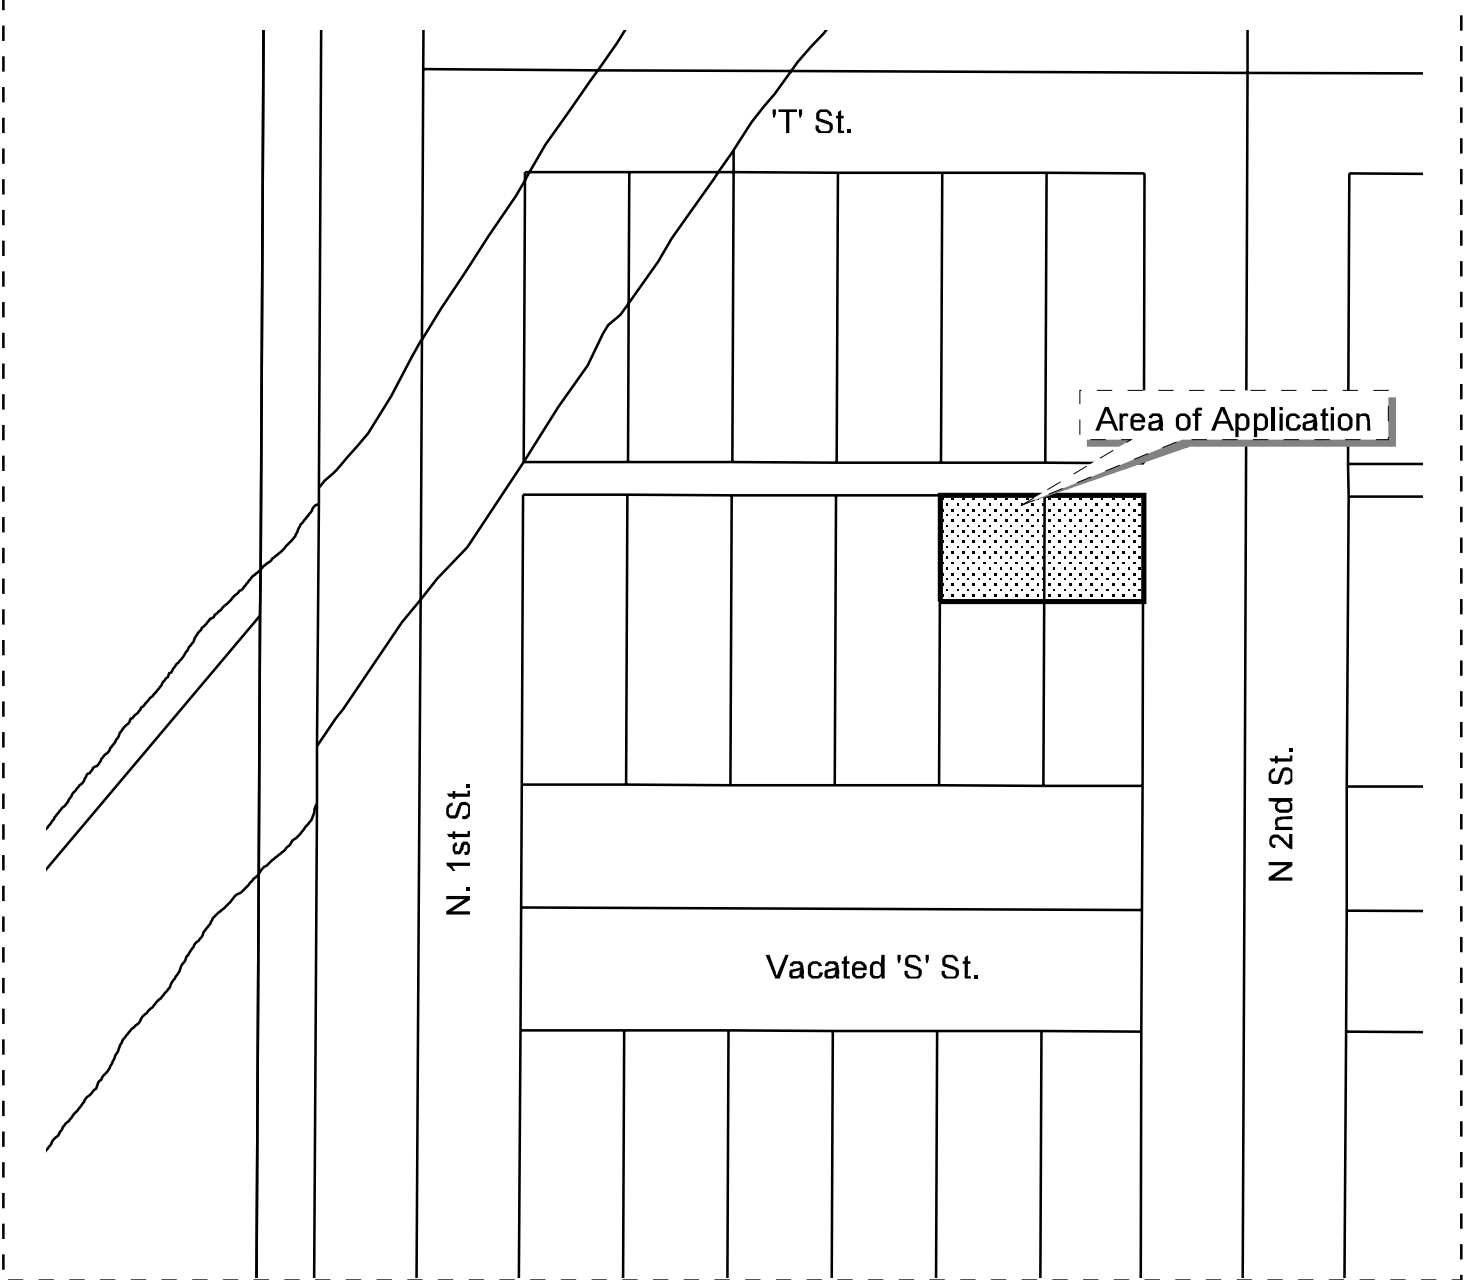 'T' St.
Area of Application
N. 1st St.
N 2nd St.
Vacated 'S' St.